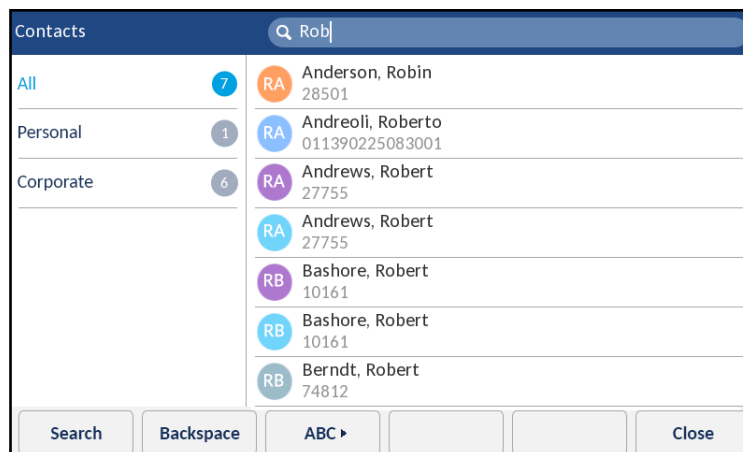 Contacts
Rob
All 7
Personal 1
Corporate 6
RA Anderson, Robin
28501
RA Andreoli, Roberto
011390225083001
RA Andrews, Robert
27755
RA Andrews, Robert
27755
RB Bashore, Robert
10161
RB Bashore, Robert
10161
RB Berndt, Robert
74812
Search Backspace ABC Close